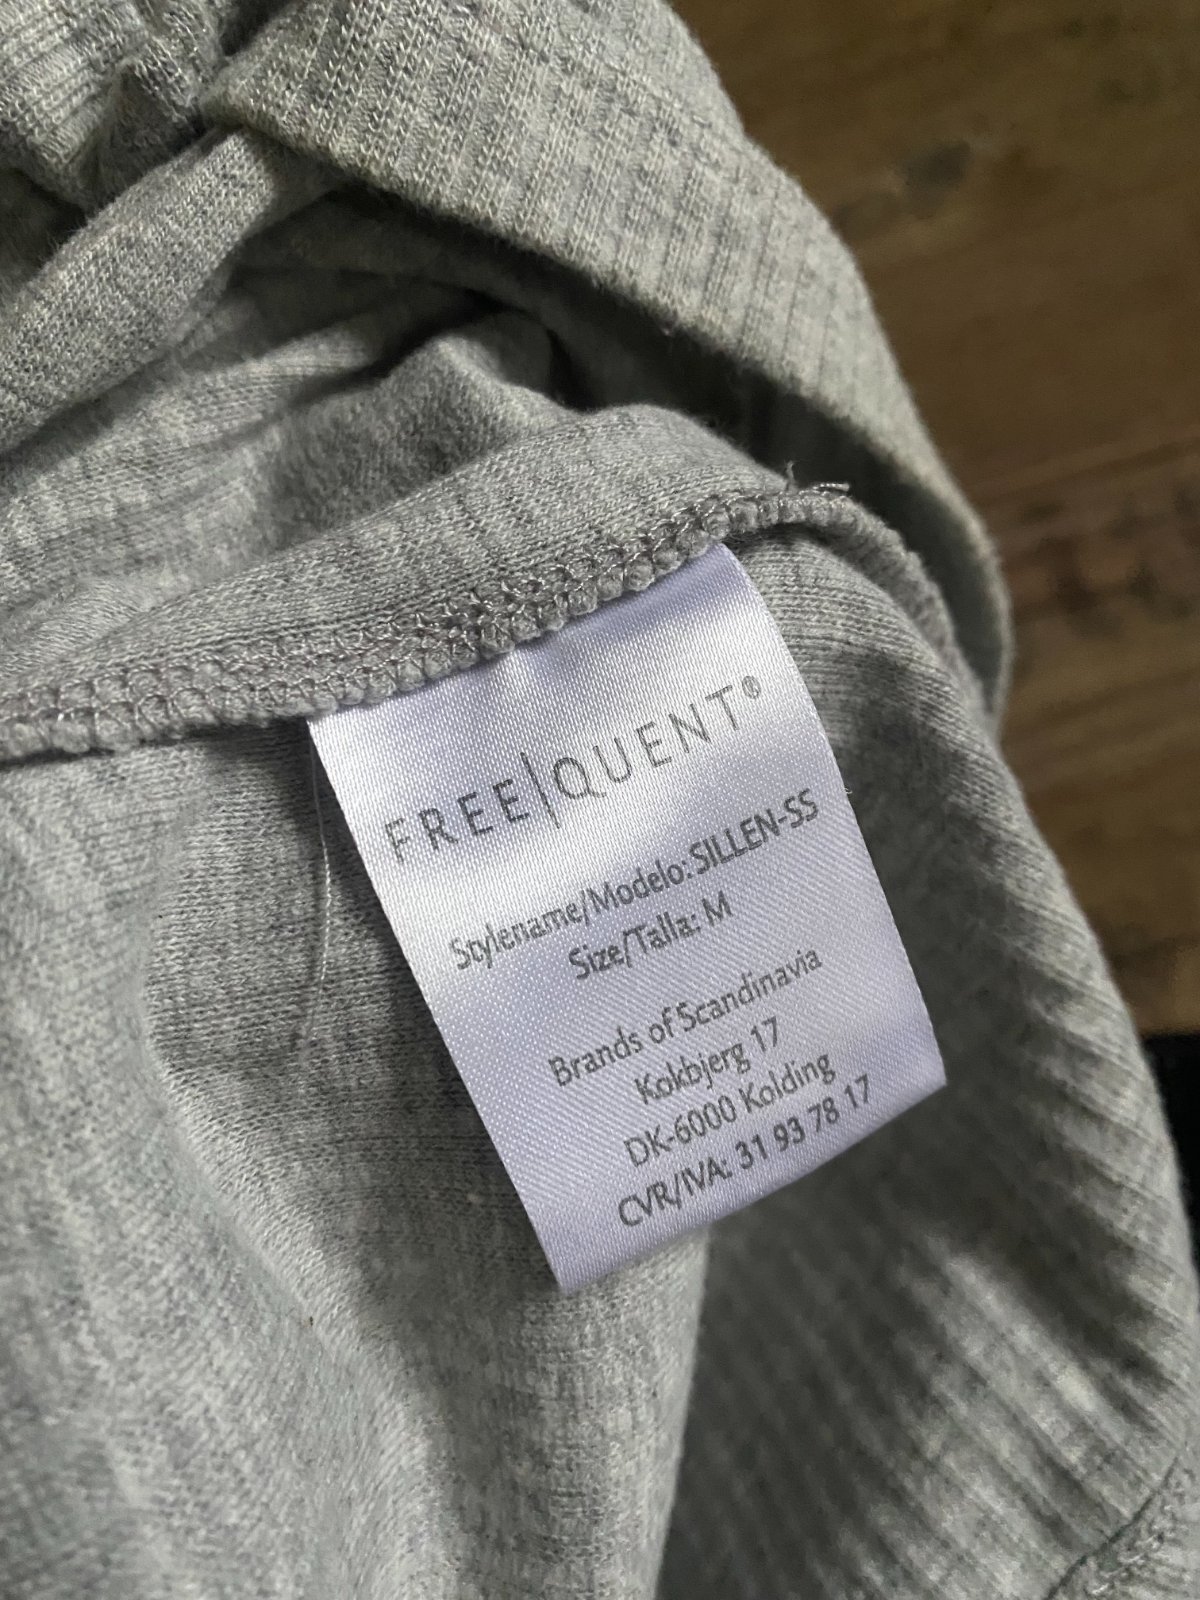 FREE|QUENT®
Stylename/Modelo: SILLEN-SS
Size/Talla: M
Brands of Scandinavia
Kokbjerg 17
DK-6000 Kolding
CVR/IVA: 31 93 78 17